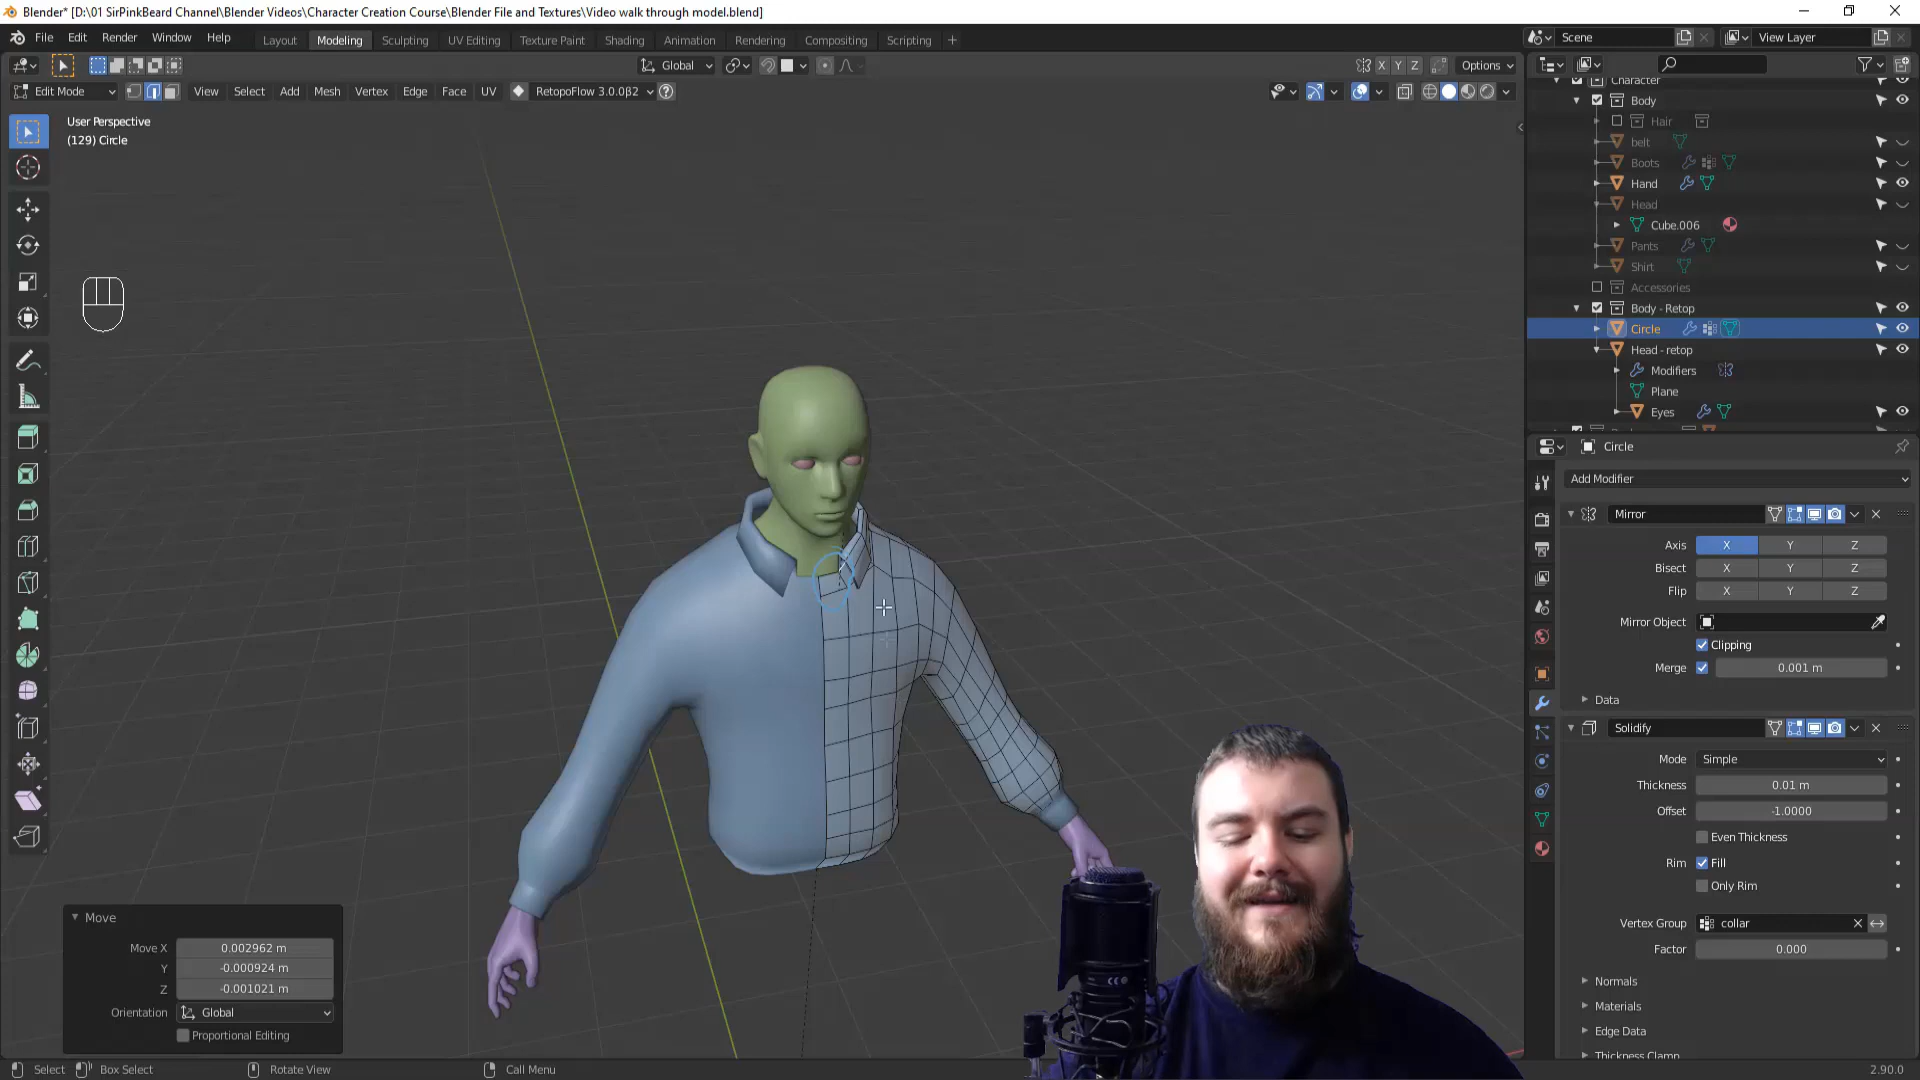 Blender* [D:\01 SirPinkBeard Channel\Blender Videos\Character Creation Course\Blender File and Textures\Video walk through model.blend]
File Edit Render Window Help
Layout Modeling Sculpting UV Editing Texture Paint Shading Animation Rendering Compositing Scripting +
Scene
View Layer
Global
X Y Z
Options
Edit Mode
View Select Add Mesh Vertex Edge Face UV
RetopoFlow 3.0.0β2
User Perspective
(129) Circle
Character
Body
Hair
belt
Boots
Hand
Head
Cube.006
Pants
Shirt
Accessories
Body - Retop
Circle
Head - retop
Modifiers
Plane
Eyes
Circle
Add Modifier
Mirror
Axis X Y Z
Bisect X Y Z
Flip X Y Z
Mirror Object
Clipping
Merge 0.001 m
Data
Solidify
Mode Simple
Thickness 0.01 m
Offset -1.0000
Even Thickness
Rim Fill
Only Rim
Vertex Group collar
Factor 0.000
Normals
Materials
Edge Data
Thickness Clamp
Move
Move X 0.002962 m
Y -0.000924 m
Z -0.001021 m
Orientation Global
Proportional Editing
Select Box Select Rotate View Call Menu
2.90.0